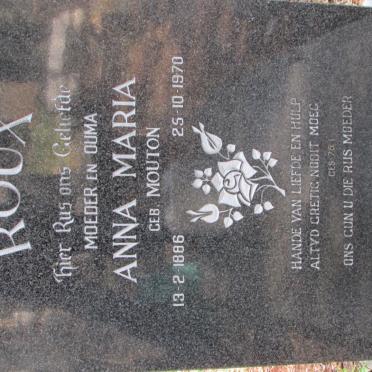 ROUX
Hier Rus ons Geliefde
MOEDER EN OUMA
ANNA MARIA
GEB MOUTON
13-2-1886 25-10-1970
HANDE VAN LIEFDE EN HULP
ALTYD GRETIG NOOIT MOEG
GES
ONS GUN U DIE RUS MOEDER